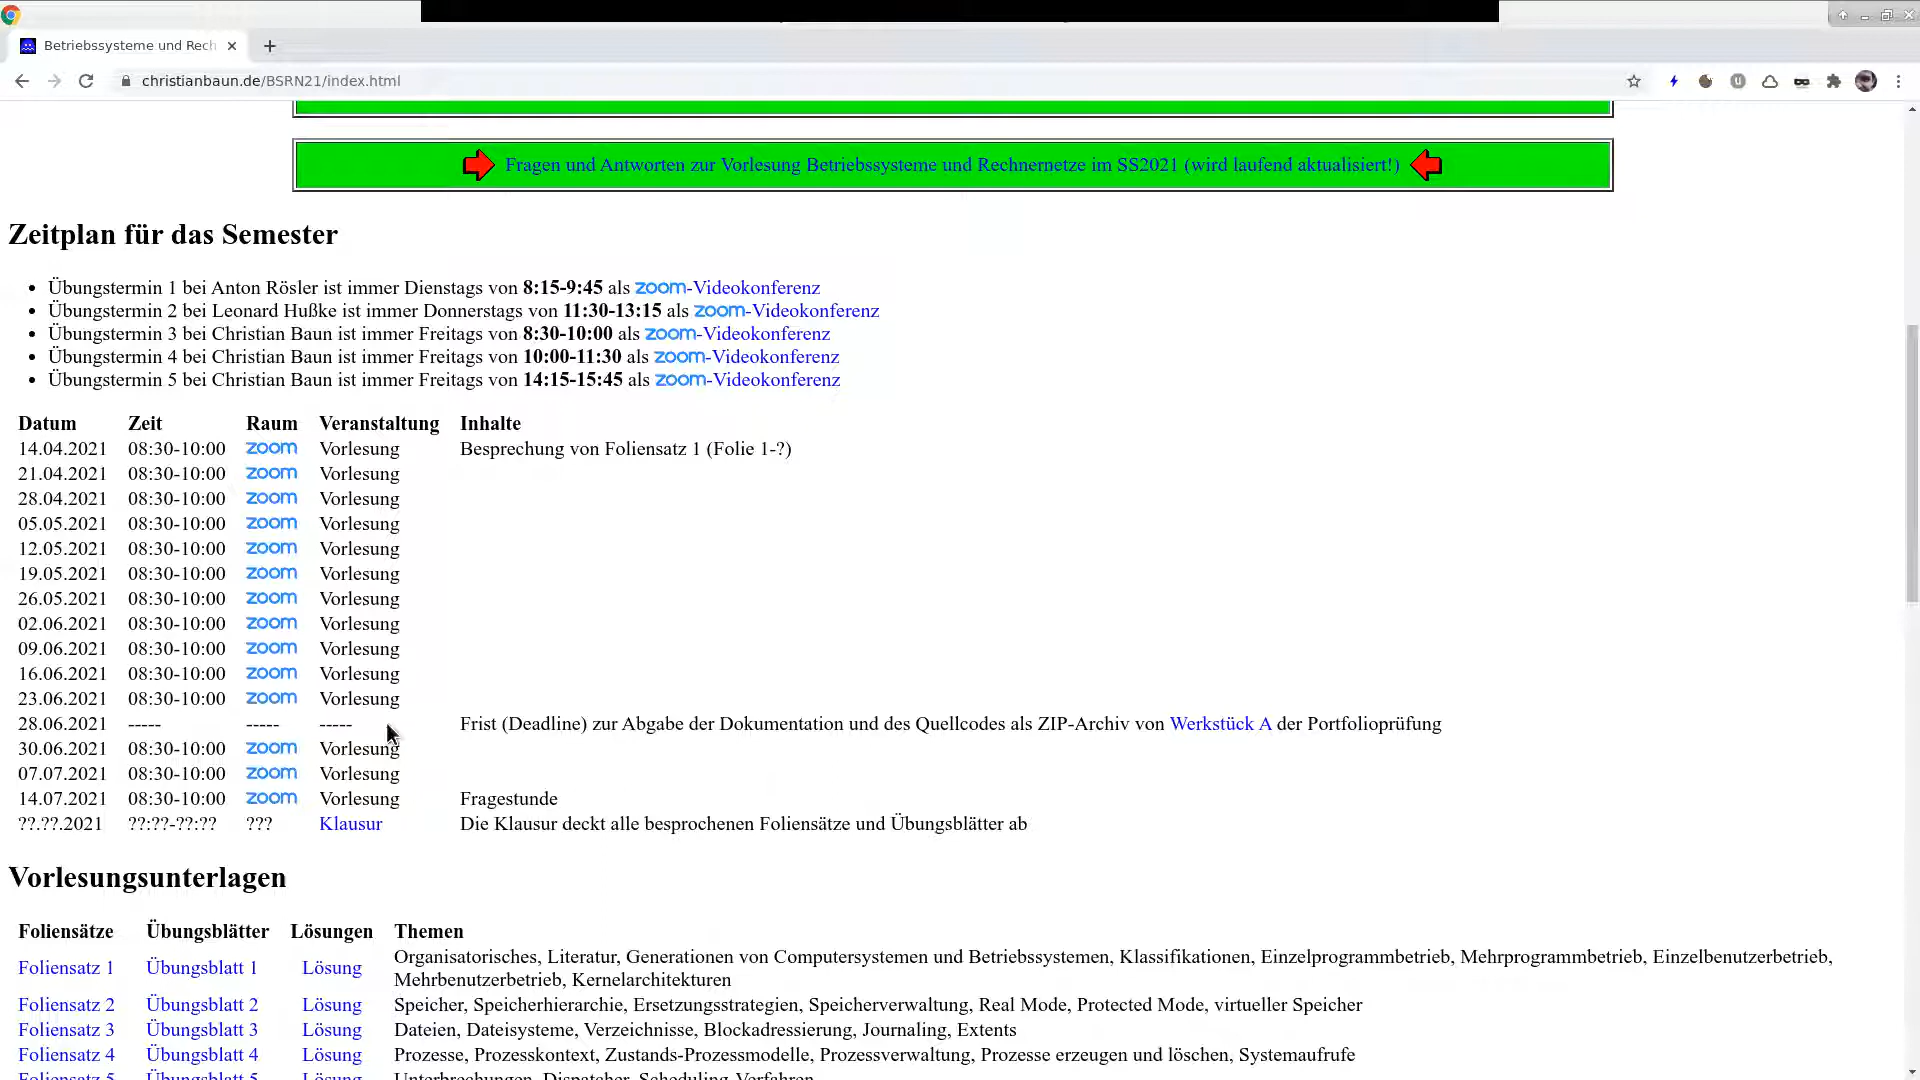 Betriebssysteme und Rech
christianbaun.de/BSRN21/index.html
Fragen und Antworten zur Vorlesung Betriebssysteme und Rechnernetze im SS2021 (wird laufend aktualisiert!)
Zeitplan für das Semester
Übungstermin 1 bei Anton Rösler ist immer Dienstags von 8:15-9:45 als zoom-Videokonferenz
Übungstermin 2 bei Leonard Hußke ist immer Donnerstags von 11:30-13:15 als zoom-Videokonferenz
Übungstermin 3 bei Christian Baun ist immer Freitags von 8:30-10:00 als zoom-Videokonferenz
Übungstermin 4 bei Christian Baun ist immer Freitags von 10:00-11:30 als zoom-Videokonferenz
Übungstermin 5 bei Christian Baun ist immer Freitags von 14:15-15:45 als zoom-Videokonferenz
Datum Zeit Raum Veranstaltung Inhalte
14.04.2021 08:30-10:00 zoom Vorlesung Besprechung von Foliensatz 1 (Folie 1-?)
21.04.2021 08:30-10:00 zoom Vorlesung
28.04.2021 08:30-10:00 zoom Vorlesung
05.05.2021 08:30-10:00 zoom Vorlesung
12.05.2021 08:30-10:00 zoom Vorlesung
19.05.2021 08:30-10:00 zoom Vorlesung
26.05.2021 08:30-10:00 zoom Vorlesung
02.06.2021 08:30-10:00 zoom Vorlesung
09.06.2021 08:30-10:00 zoom Vorlesung
16.06.2021 08:30-10:00 zoom Vorlesung
23.06.2021 08:30-10:00 zoom Vorlesung
28.06.2021 ----- ----- ----- Frist (Deadline) zur Abgabe der Dokumentation und des Quellcodes als ZIP-Archiv von Werkstück A der Portfolioprüfung
30.06.2021 08:30-10:00 zoom Vorlesung
07.07.2021 08:30-10:00 zoom Vorlesung
14.07.2021 08:30-10:00 zoom Vorlesung Fragestunde
??.??.2021 ??:??-??:?? ??? Klausur Die Klausur deckt alle besprochenen Foliensätze und Übungsblätter ab
Vorlesungsunterlagen
Foliensätze Übungsblätter Lösungen Themen
Foliensatz 1 Übungsblatt 1 Lösung Organisatorisches, Literatur, Generationen von Computersystemen und Betriebssystemen, Klassifikationen, Einzelprogrammbetrieb, Mehrprogrammbetrieb, Einzelbenutzerbetrieb,
Mehrbenutzerbetrieb, Kernelarchitekturen
Foliensatz 2 Übungsblatt 2 Lösung Speicher, Speicherhierarchie, Ersetzungsstrategien, Speicherverwaltung, Real Mode, Protected Mode, virtueller Speicher
Foliensatz 3 Übungsblatt 3 Lösung Dateien, Dateisysteme, Verzeichnisse, Blockadressierung, Journaling, Extents
Foliensatz 4 Übungsblatt 4 Lösung Prozesse, Prozesskontext, Zustands-Prozessmodelle, Prozessverwaltung, Prozesse erzeugen und löschen, Systemaufrufe
Foliensatz 5 Übungsblatt 5 Lösung Unterbrechungen, Dispatcher, Scheduling-Verfahren